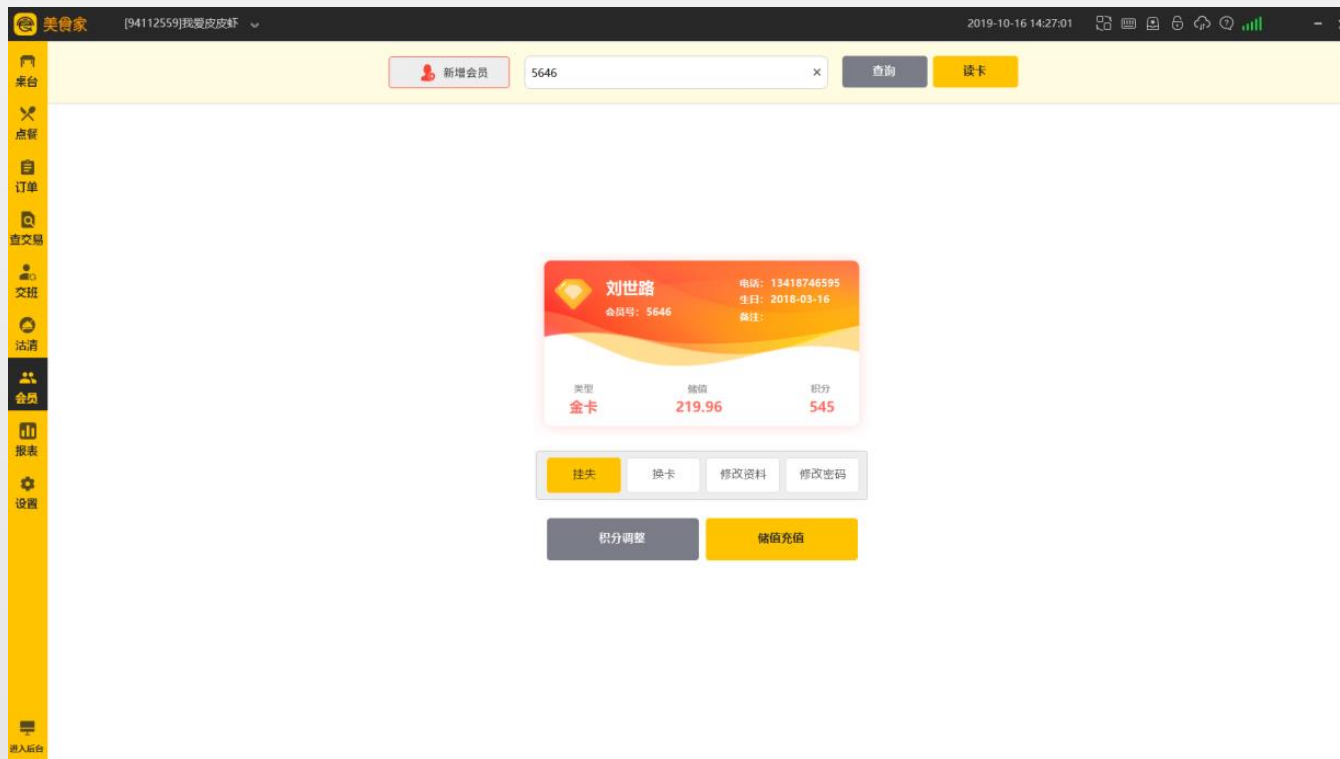 美食家 [94112559]我爱皮皮虾 2019-10-16 14:27:01
新增会员 5646 × 查询 读卡
桌台
点餐
订单
查交易
交班
沽清
会员
报表
设置
进入后台
刘世路
会员号: 5646
电话: 13418746595
生日: 2018-03-16
备注:
类型 储值 积分
金卡 219.96 545
挂失 换卡 修改资料 修改密码
积分调整 储值充值